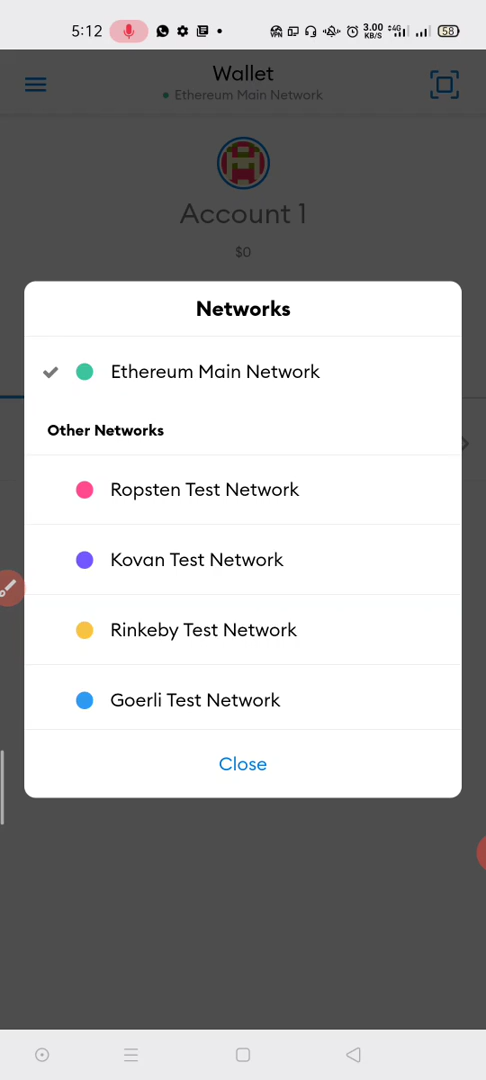 5:12
3.00
KB/S
4G
58
Wallet
Ethereum Main Network
Account 1
$0
Networks
Ethereum Main Network
Other Networks
Ropsten Test Network
Kovan Test Network
Rinkeby Test Network
Goerli Test Network
Close